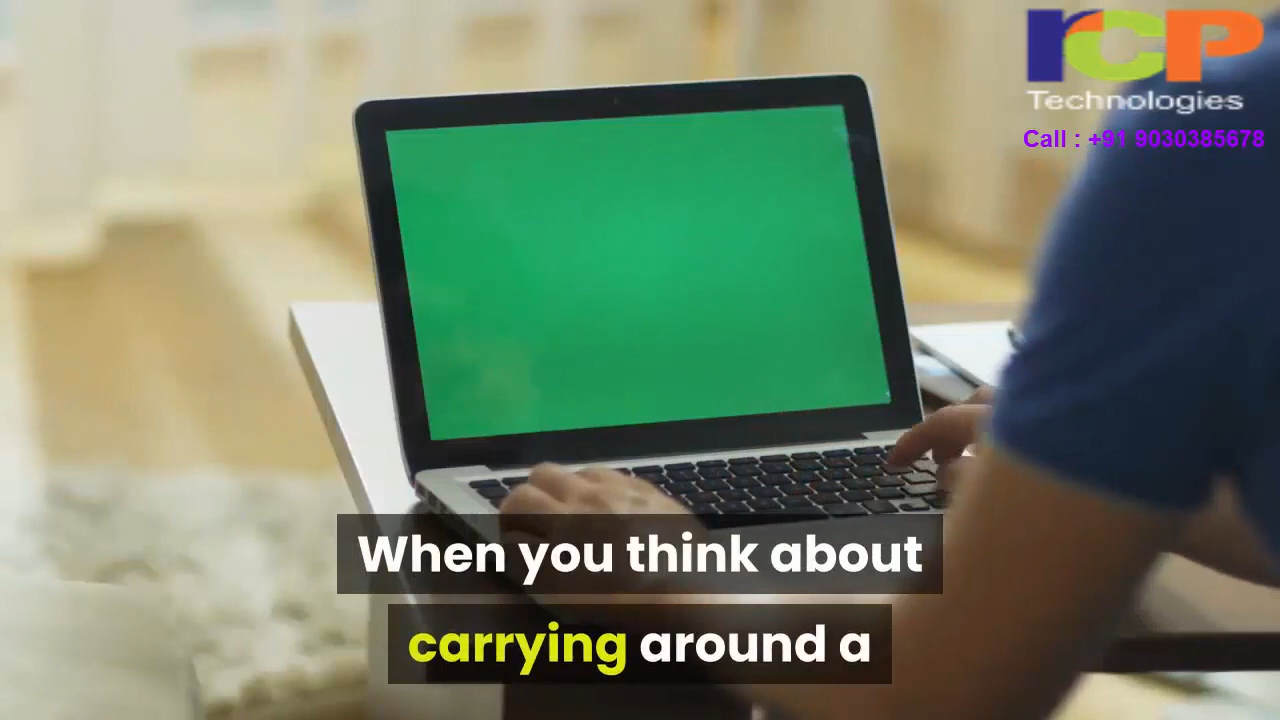 rCP
Technologies
Call : +91 9030385678
When you think about
carrying around a